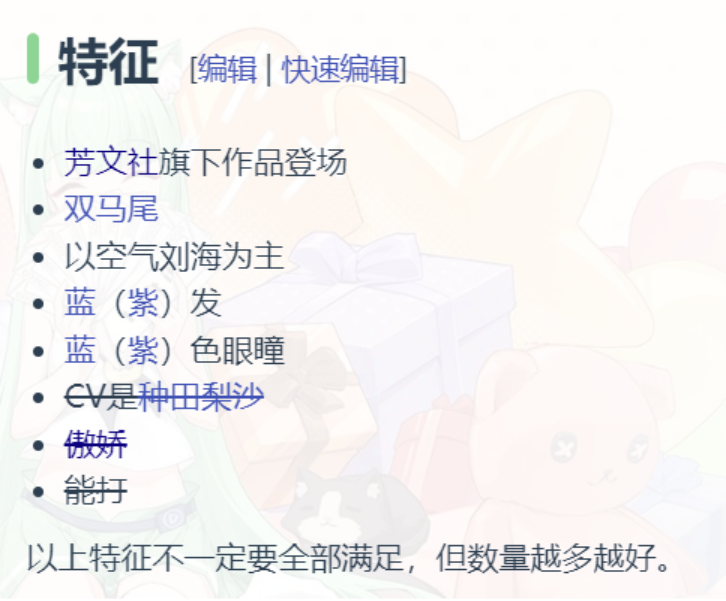 特征 [编辑 | 快速编辑]
芳文社旗下作品登场
双马尾
以空气刘海为主
蓝（紫）发
蓝（紫）色眼瞳
CV是种田梨沙
傲娇
能打
以上特征不一定要全部满足，但数量越多越好。